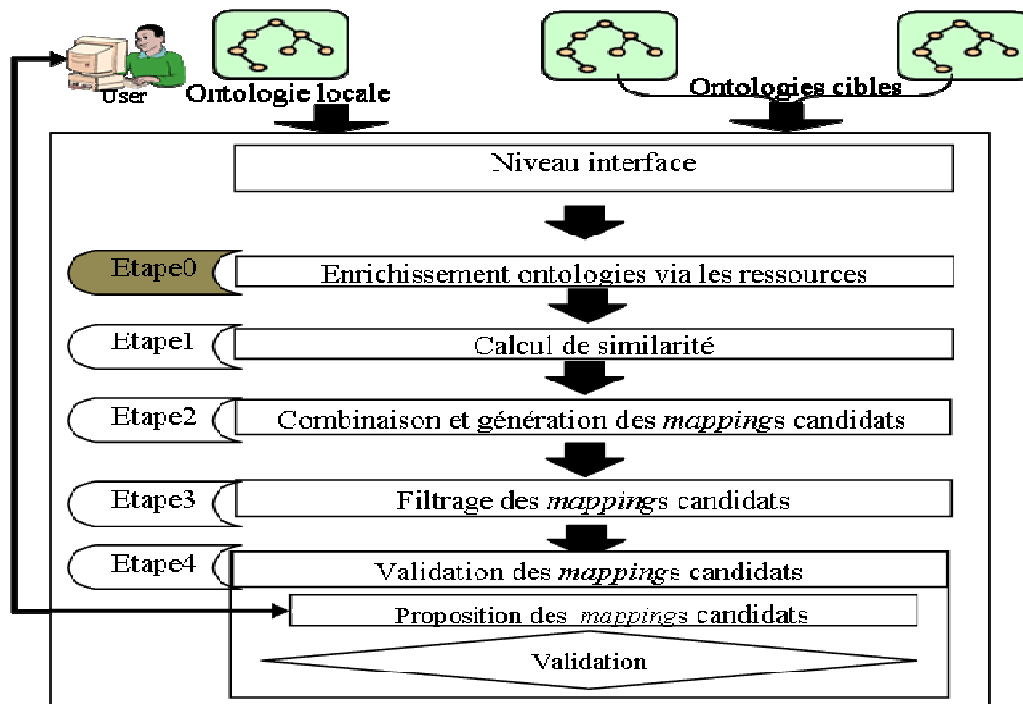 User
Ontologie locale
Ontologies cibles
Niveau interface
Etape0
Enrichissement ontologies via les ressources
Etape1
Calcul de similarité
Etape2
Combinaison et génération des mappings candidats
Etape3
Filtrage des mappings candidats
Etape4
Validation des mappings candidats
Proposition des mappings candidats
Validation